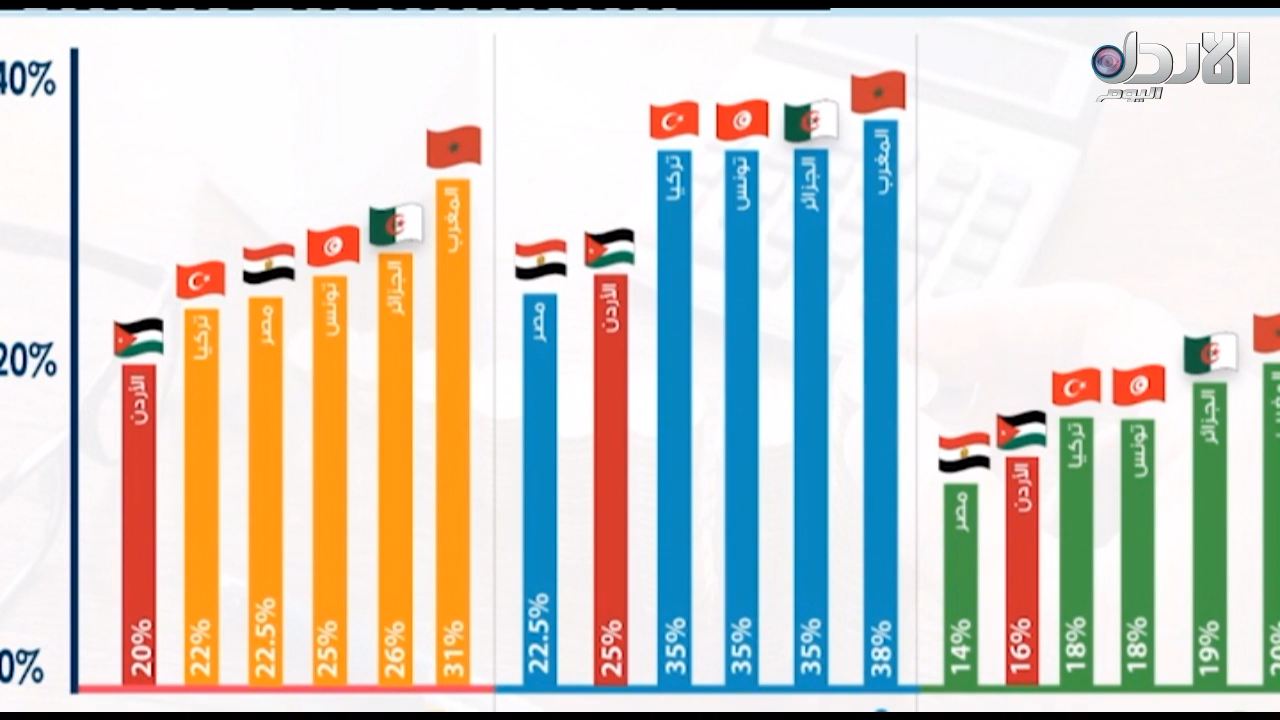 الأردن
اليوم
40%
20%
0%
الأردن
20%
تركيا
22%
مصر
22.5%
تونس
25%
الجزائر
26%
المغرب
31%
مصر
22.5%
الأردن
25%
تركيا
35%
تونس
35%
الجزائر
35%
المغرب
38%
مصر
14%
الأردن
16%
تركيا
18%
تونس
18%
الجزائر
19%
المغرب
20%